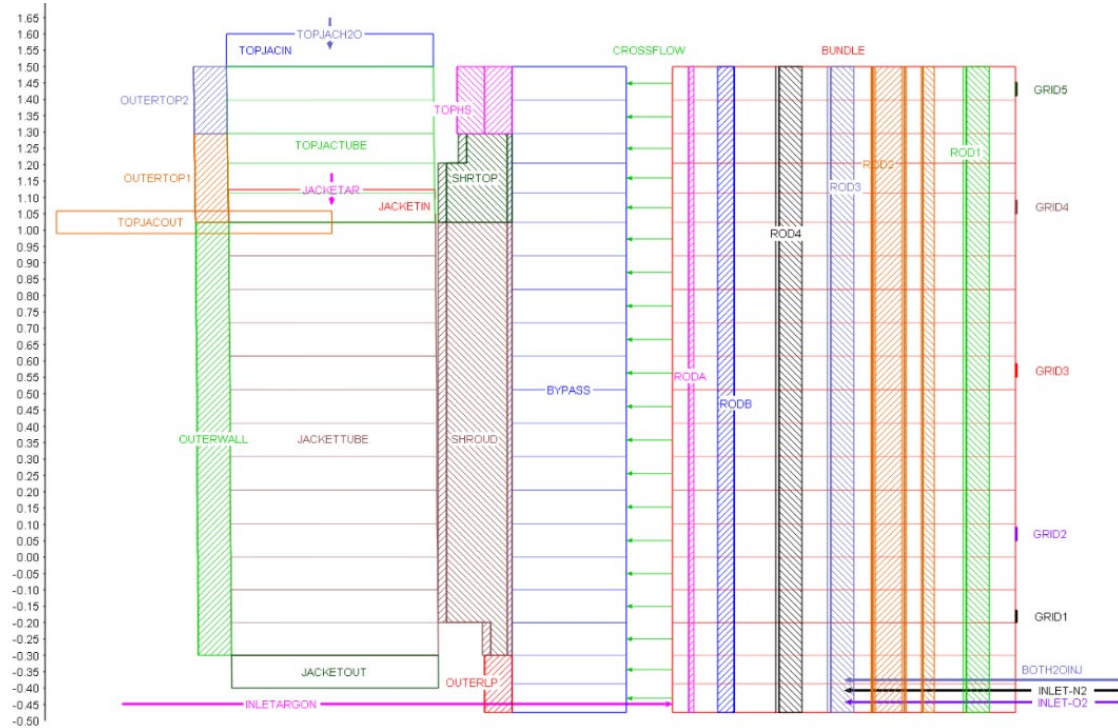 1.65
1.60
1.55
1.50
1.45
1.40
1.35
1.30
1.25
1.20
1.15
1.10
1.05
1.00
0.95
0.90
0.85
0.80
0.75
0.70
0.65
0.60
0.55
0.50
0.45
0.40
0.35
0.30
0.25
0.20
0.15
0.10
0.05
0.00
-0.05
-0.10
-0.15
-0.20
-0.25
-0.30
-0.35
-0.40
-0.45
-0.50
TOPJACH2O
TOPJACIN
CROSSFLOW
BUNDLE
OUTERTOP2
TOPHS
GRID5
TOPJACTUBE
ROD1
ROD2
OUTERTOP1
SHRTOP
ROD3
JACKETAR
JACKETIN
GRID4
TOPJACOUT
ROD4
GRID3
RODA
BYPASS
RODB
OUTERWALL
JACKETTUBE
SHROUD
GRID2
GRID1
JACKETOUT
OUTERLP
BOTH2OINJ
INLET-N2
INLETARGON
INLET-O2